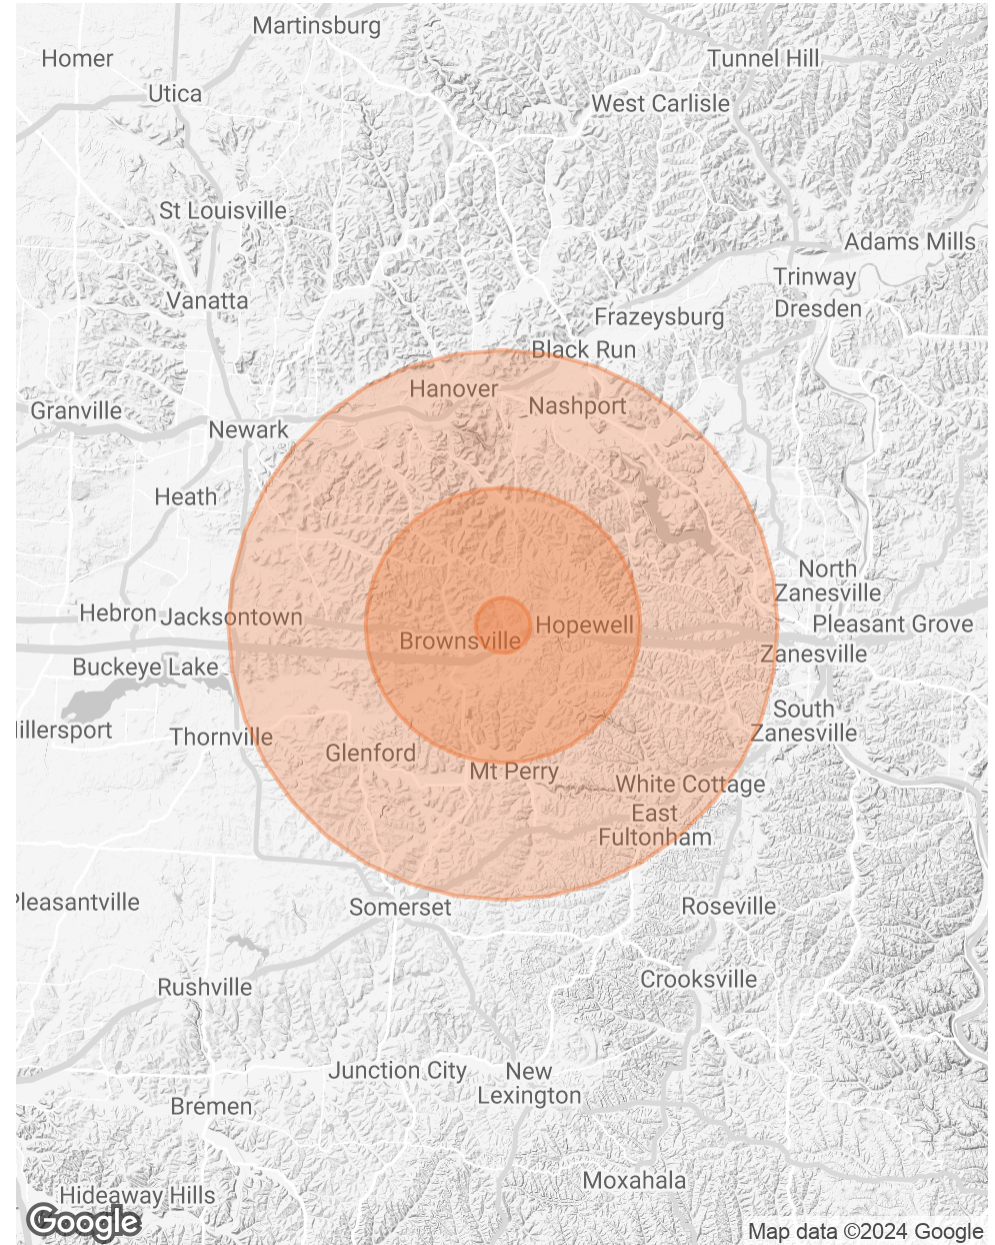 Martinsburg
Homer
Tunnel Hill
Utica
West Carlisle
St Louisville
Adams Mills
Trinway
Vanatta
Dresden
Frazeysburg
Black Run
Hanover
Granville
Nashport
Newark
Heath
North
Zanesville
Hebron
Jacksontown
Hopewell
Pleasant Grove
Brownsville
Zanesville
Buckeye Lake
South
Zanesville
illersport
Thornville
Glenford
Mt Perry
White Cottage
East
Fultonham
Pleasantville
Somerset
Roseville
Crooksville
Rushville
Junction City
New
Lexington
Bremen
Moxahala
Hideaway Hills
Google
Map data ©2024 Google